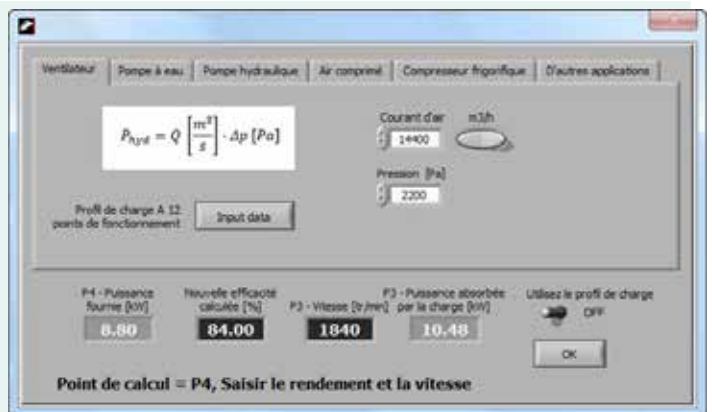 Ventilateur Pompe à eau Pompe hydraulique Air comprimé Compresseur frigorifique D'autres applications
P_hyd = Q [m³/s] · Δp [Pa]
Courant d'air m3/h
14400
Pression [Pa]
2200
Profil de charge A 12
points de fonctionnement
Input data
P4 - Puissance
fournie [kW]
8.80
Nouvelle efficacité
calculée [%]
84.00
P3 - Vitesse [tr/min]
1840
P3 - Puissance absorbée
par la charge [kW]
10.48
Utilisez le profil de charge
OFF
OK
Point de calcul = P4, Saisir le rendement et la vitesse